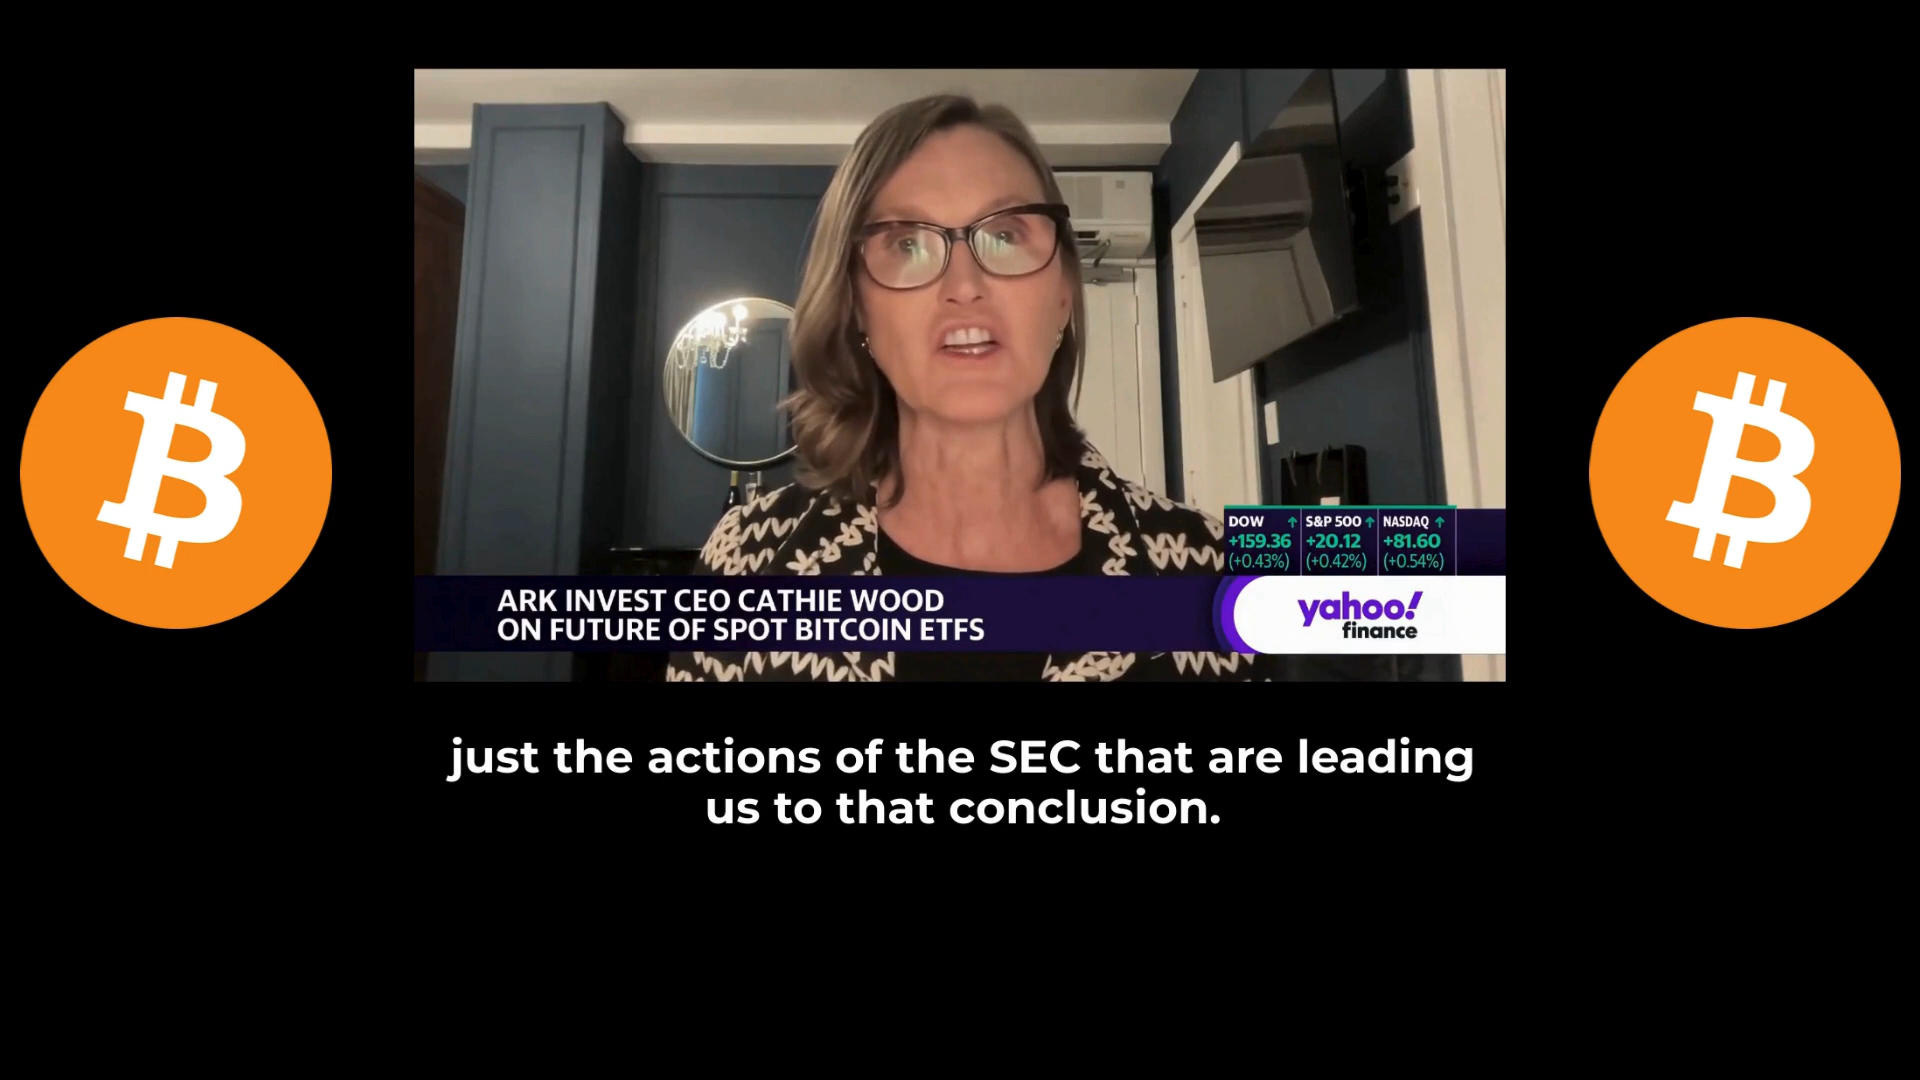 DOW ↑ S&P 500 ↑ NASDAQ ↑
+159.36 +20.12 +81.60
(+0.43%) (+0.42%) (+0.54%)
ARK INVEST CEO CATHIE WOOD
ON FUTURE OF SPOT BITCOIN ETFS
yahoo!
finance
just the actions of the SEC that are leading
us to that conclusion.